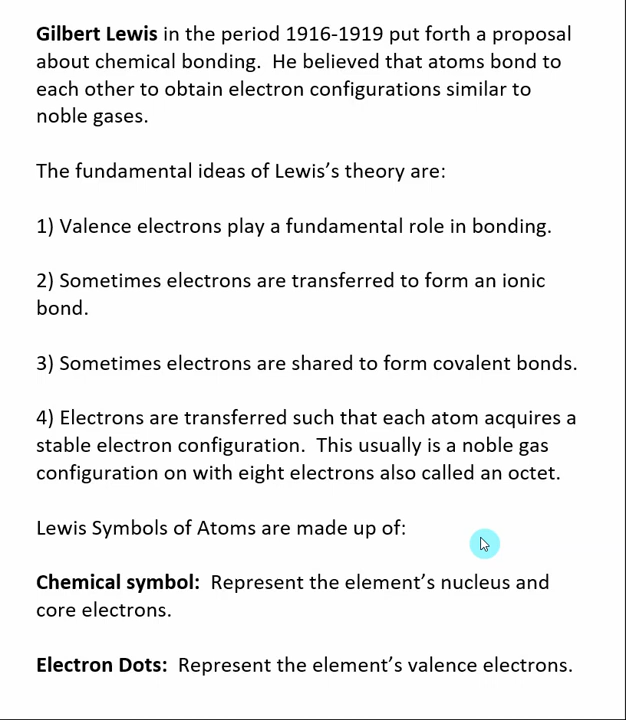 Gilbert Lewis in the period 1916-1919 put forth a proposal
about chemical bonding.  He believed that atoms bond to
each other to obtain electron configurations similar to
noble gases.
The fundamental ideas of Lewis’s theory are:
1) Valence electrons play a fundamental role in bonding.
2) Sometimes electrons are transferred to form an ionic
bond.
3) Sometimes electrons are shared to form covalent bonds.
4) Electrons are transferred such that each atom acquires a
stable electron configuration.  This usually is a noble gas
configuration on with eight electrons also called an octet.
Lewis Symbols of Atoms are made up of:
Chemical symbol:  Represent the element’s nucleus and
core electrons.
Electron Dots:  Represent the element’s valence electrons.